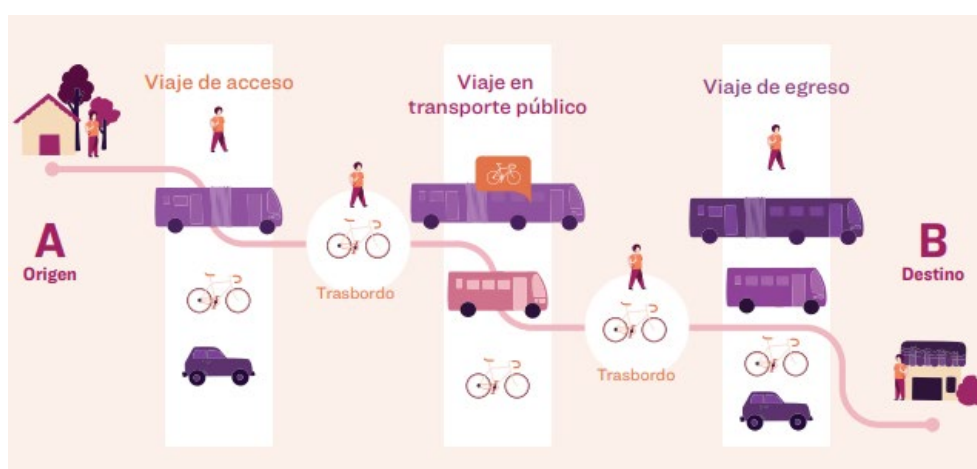 Viaje de acceso
Viaje en
transporte público
Viaje de egreso
A
Origen
Trasbordo
Trasbordo
B
Destino